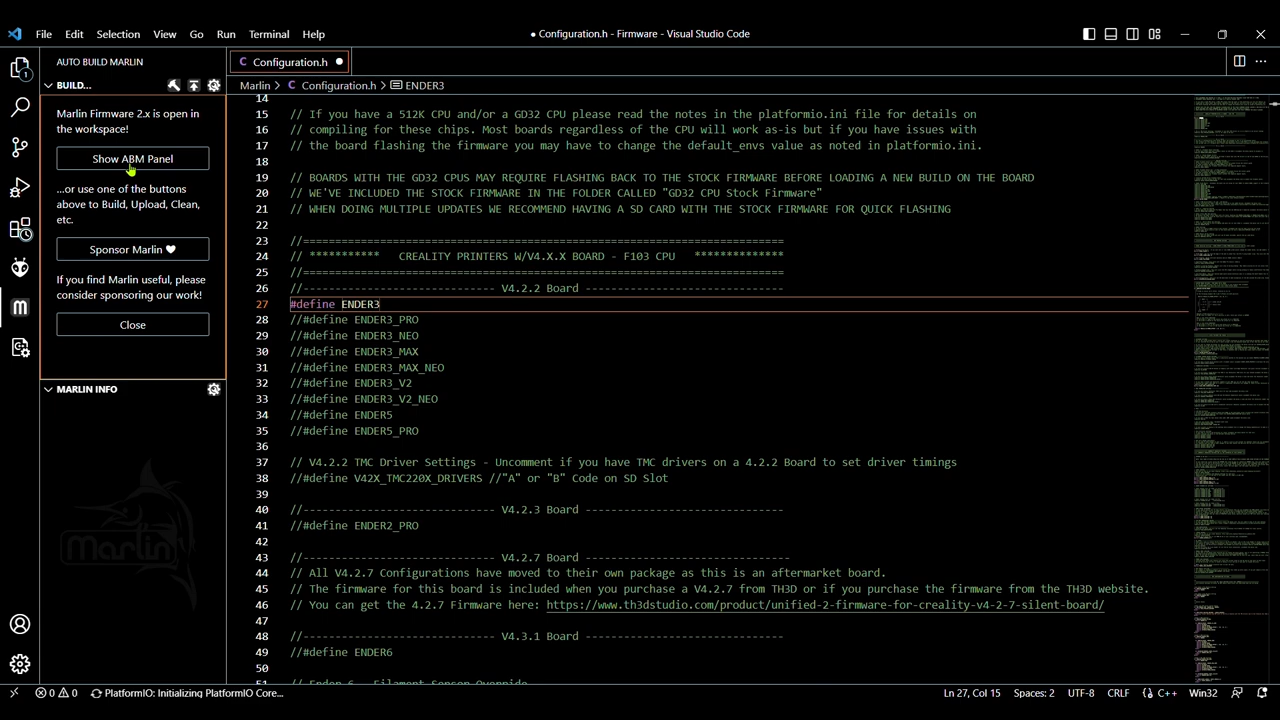 File Edit Selection View Go Run Terminal Help
● Configuration.h - Firmware - Visual Studio Code
AUTO BUILD MARLIN
BUILD...
Marlin Firmware 2.x is open in
the workspace:
Show ABM Panel
...or use one of the buttons
above to Build, Upload, Clean,
etc.
Sponsor Marlin ♥
If you find Marlin useful, please
consider sponsoring our work!
Close
MARLIN INFO
Marlin
1
M
C Configuration.h ●
Marlin > C Configuration.h > ENDER3
14
15 // If you have a 512K CPU and/or other CPU please read the notes in the platformio.ini file for details on
16 // compiling for these chips. Most boards regardless of the CPU will work as-is but if you have issues with
17 // the board flashing the firmware you may have to change the default_envs value as noted in platformio.ini.
18
19 // BOARDS WITH THE GD32 CPUS MAY REQUIRE FLASHING BACK TO THE STOCK FIRMWARE BEFORE LOADING A NEW BUILD ON THE BOARD
20 // WE'VE INCLUDED THE STOCK FIRMWARE IN THE FOLDER CALLED "GD32 CPU Stock Firmware"
21 // WHEN DOING MULTIPLE UPDATES WE RECOMMEND HAVING A SD CARD WITH THE STOCK FIRMWARE FOR QUICK FLASHING
22
23 //===========================================================================
24 // ********* CREALITY PRINTERS W/V4.X.X BOARD - F103 CPU *************
25 //===========================================================================
26 //------------------------------ V4.2.2 Board ------------------------------
27 #define ENDER3
28 //#define ENDER3_PRO
29 //#define ENDER3_NEO
30 //#define ENDER3_MAX
31 //#define ENDER3_MAX_NEO
32 //#define ENDER3_V2
33 //#define ENDER3_V2_NEO
34 //#define ENDER5
35 //#define ENDER5_PRO
36
37 // V4.2.2 TMC Driver Settings - Uncomment if you have TMC drivers on a 4.2.2 board to set driver timings
38 //#define V42X_TMC220X_DRIVERS //"A" or "B" Code on SD Slot
39
40 //------------------------------ V4.2.3 Board ------------------------------
41 //#define ENDER2_PRO
42
43 //------------------------------ V4.2.7 Board ------------------------------
44 // All V4.2.7 Configurations have moved to their own package as this is an aftermarket board.
45 // The firmware for this board is included when you purchase a V4.2.7 from TH3D or if you purchase the firmware from the TH3D website.
46 // You can get the 4.2.7 Firmware here: https://www.th3dstudio.com/product/unified-2-firmware-for-creality-v4-2-7-silent-board/
47
48 //------------------------------ V4.3.1 Board ------------------------------
49 //#define ENDER6
50
51 // Ender 6 - Filament Sensor Override
0 0 PlatformIO: Initializing PlatformIO Core... Ln 27, Col 15 Spaces: 2 UTF-8 CRLF {} C++ Win32